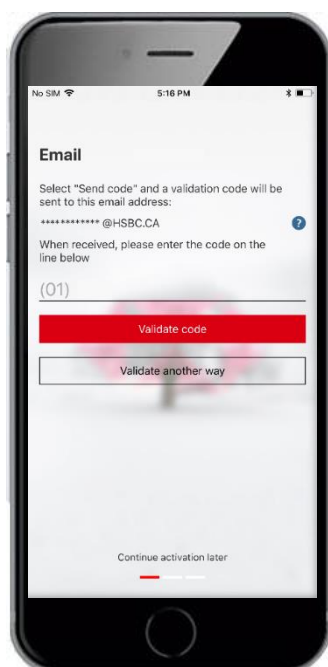 No SIM 5:16 PM
Email
Select "Send code" and a validation code will be
sent to this email address:
************ @HSBC.CA ?
When received, please enter the code on the
line below
(01)
Validate code
Validate another way
Continue activation later